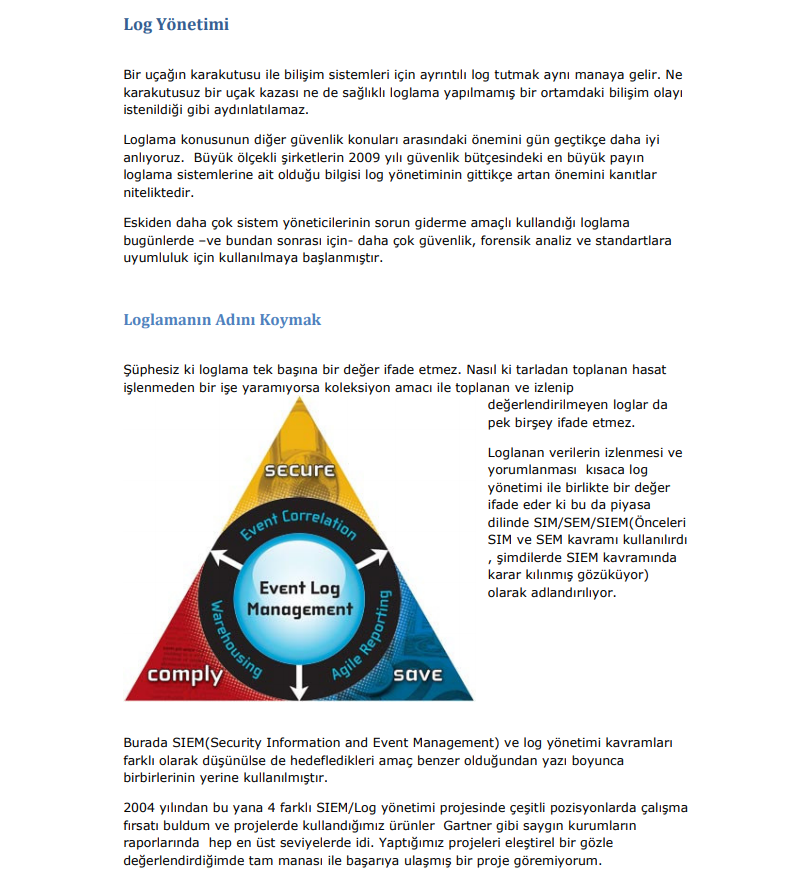 Log Yönetimi
Bir uçağın karakutusu ile bilişim sistemleri için ayrıntılı log tutmak aynı manaya gelir. Ne
karakutusuz bir uçak kazası ne de sağlıklı loglama yapılmamış bir ortamdaki bilişim olayı
istenildiği gibi aydınlatılamaz.
Loglama konusunun diğer güvenlik konuları arasındaki önemini gün geçtikçe daha iyi
anlıyoruz.  Büyük ölçekli şirketlerin 2009 yılı güvenlik bütçesindeki en büyük payın
loglama sistemlerine ait olduğu bilgisi log yönetiminin gittikçe artan önemini kanıtlar
niteliktedir.
Eskiden daha çok sistem yöneticilerinin sorun giderme amaçlı kullandığı loglama
bugünlerde –ve bundan sonrası için- daha çok güvenlik, forensik analiz ve standartlara
uyumluluk için kullanılmaya başlanmıştır.
Loglamanın Adını Koymak
Şüphesiz ki loglama tek başına bir değer ifade etmez. Nasıl ki tarladan toplanan hasat
işlenmeden bir işe yaramıyorsa koleksiyon amacı ile toplanan ve izlenip
değerlendirilmeyen loglar da
pek birşey ifade etmez.
Loglanan verilerin izlenmesi ve
yorumlanması  kısaca log
yönetimi ile birlikte bir değer
ifade eder ki bu da piyasa
dilinde SIM/SEM/SIEM(Önceleri
SIM ve SEM kavramı kullanılırdı
, şimdilerde SIEM kavramında
karar kılınmış gözüküyor)
olarak adlandırılıyor.
secure
Event Correlation
Event Log
Management
Warehousing
Agile Reporting
comply
save
Burada SIEM(Security Information and Event Management) ve log yönetimi kavramları
farklı olarak düşünülse de hedefledikleri amaç benzer olduğundan yazı boyunca
birbirlerinin yerine kullanılmıştır.
2004 yılından bu yana 4 farklı SIEM/Log yönetimi projesinde çeşitli pozisyonlarda çalışma
fırsatı buldum ve projelerde kullandığımız ürünler  Gartner gibi saygın kurumların
raporlarında  hep en üst seviyelerde idi. Yaptığımız projeleri eleştirel bir gözle
değerlendirdiğimde tam manası ile başarıya ulaşmış bir proje göremiyorum.